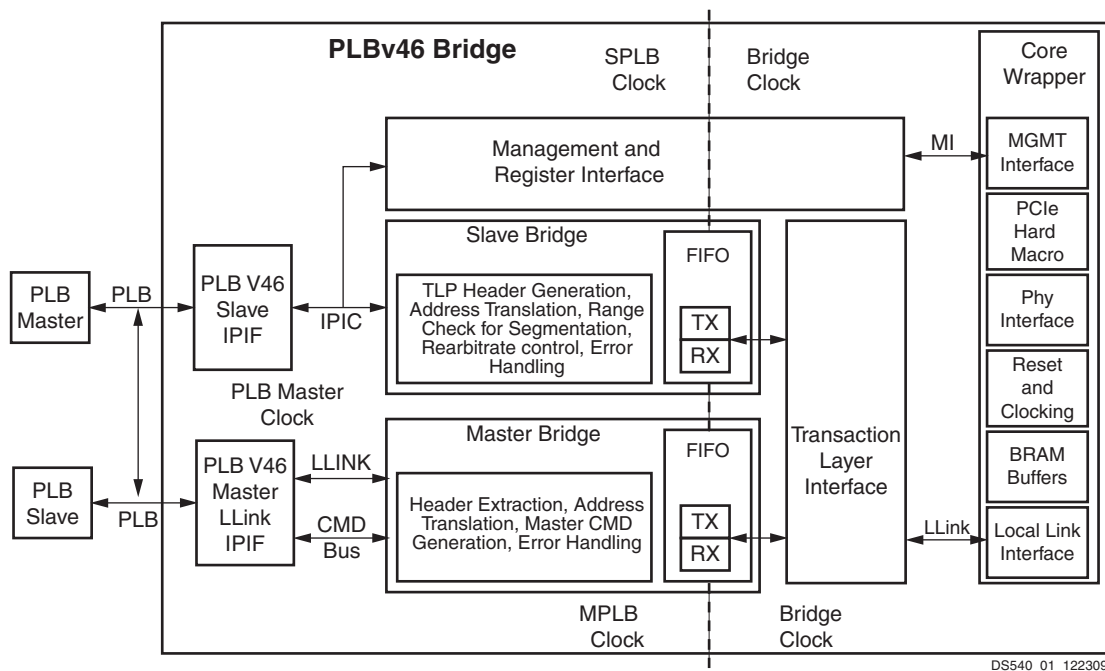 PLBv46 Bridge
SPLB
Clock
Bridge
Clock
Core
Wrapper
Management and
Register Interface
MI
MGMT
Interface
PCIe
Hard
Macro
Phy
Interface
Reset
and
Clocking
BRAM
Buffers
Local Link
Interface
PLB
Master
PLB
PLB V46
Slave
IPIF
IPIC
Slave Bridge
TLP Header Generation,
Address Translation, Range
Check for Segmentation,
Rearbitrate control, Error
Handling
FIFO
TX
RX
PLB Master
Clock
Transaction
Layer
Interface
PLB
Slave
PLB
PLB V46
Master
LLink
IPIF
LLINK
CMD
Bus
Master Bridge
Header Extraction, Address
Translation, Master CMD
Generation, Error Handling
FIFO
TX
RX
LLink
MPLB
Clock
Bridge
Clock
DS540_01_122309